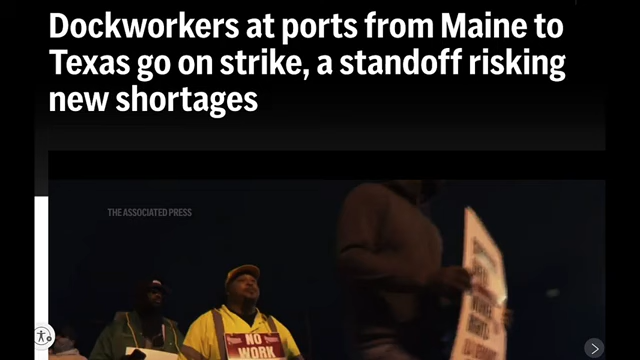 Dockworkers at ports from Maine to
Texas go on strike, a standoff risking
new shortages
THE ASSOCIATED PRESS
NO
WORK